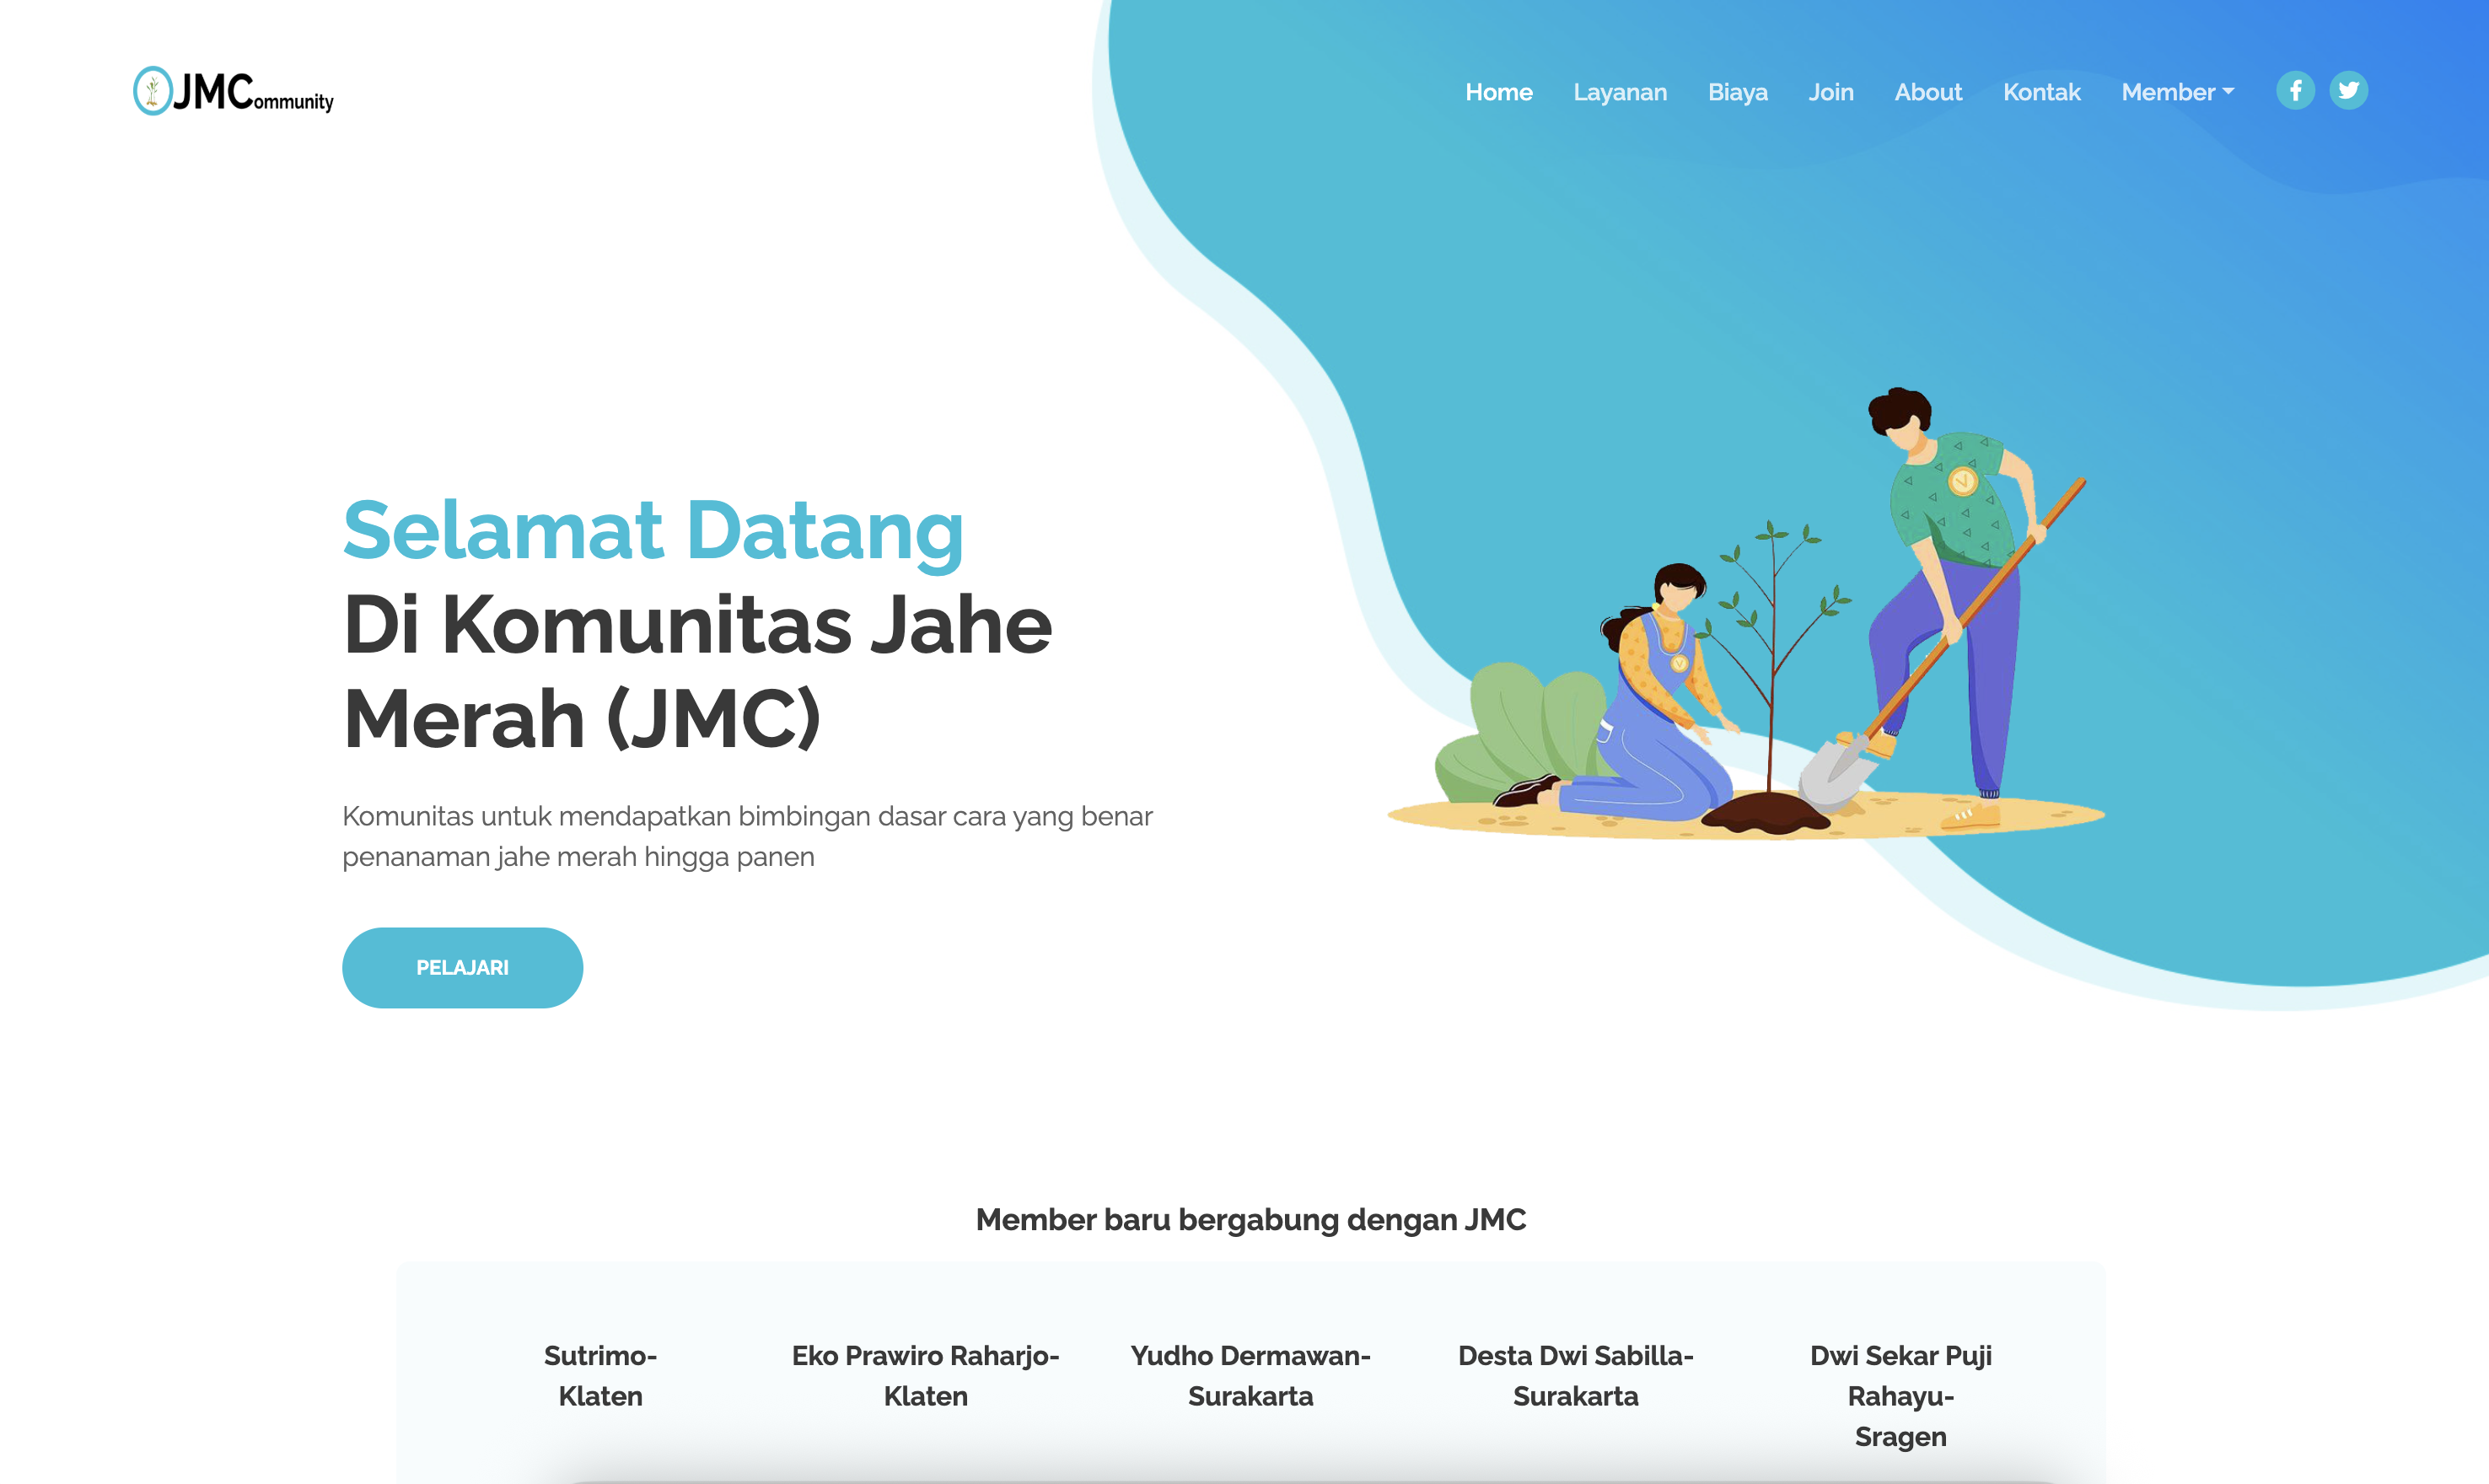 JMCommunity
Home Layanan Biaya Join About Kontak Member
Selamat Datang
Di Komunitas Jahe
Merah (JMC)
Komunitas untuk mendapatkan bimbingan dasar cara yang benar
penanaman jahe merah hingga panen
PELAJARI
Member baru bergabung dengan JMC
Sutrimo-
Klaten
Eko Prawiro Raharjo-
Klaten
Yudho Dermawan-
Surakarta
Desta Dwi Sabilla-
Surakarta
Dwi Sekar Puji
Rahayu-
Sragen